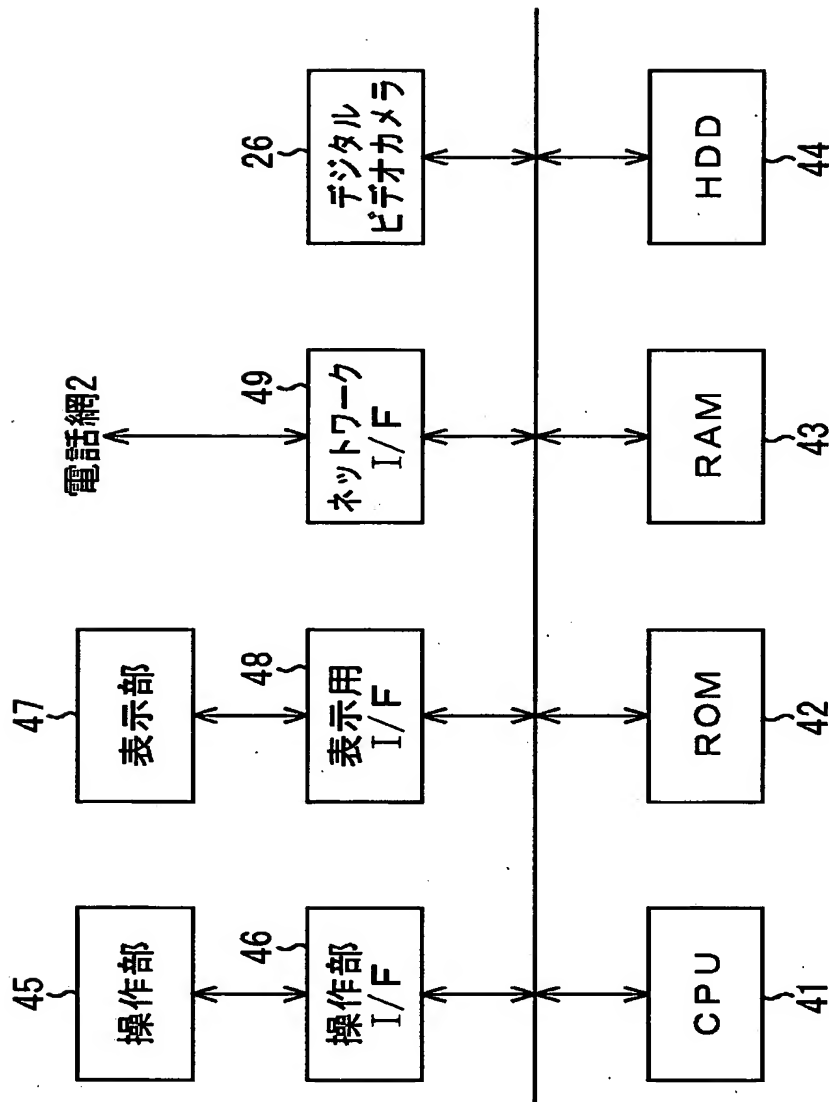 電話網2
47
表示部
45
操作部
26
デジタル
ビデオカメラ
49
ネットワーク
I/F
48
表示用
I/F
46
操作部
I/F
HDD
44
RAM
43
ROM
42
CPU
41